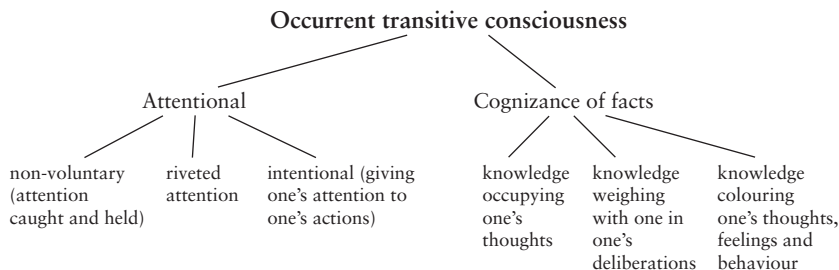 Occurrent transitive consciousness
Attentional
Cognizance of facts
non-voluntary
(attention
caught and held)
riveted
attention
intentional (giving
one's attention to
one's actions)
knowledge
occupying
one's
thoughts
knowledge
weighing
with one in
one's
deliberations
knowledge
colouring
one's thoughts,
feelings and
behaviour